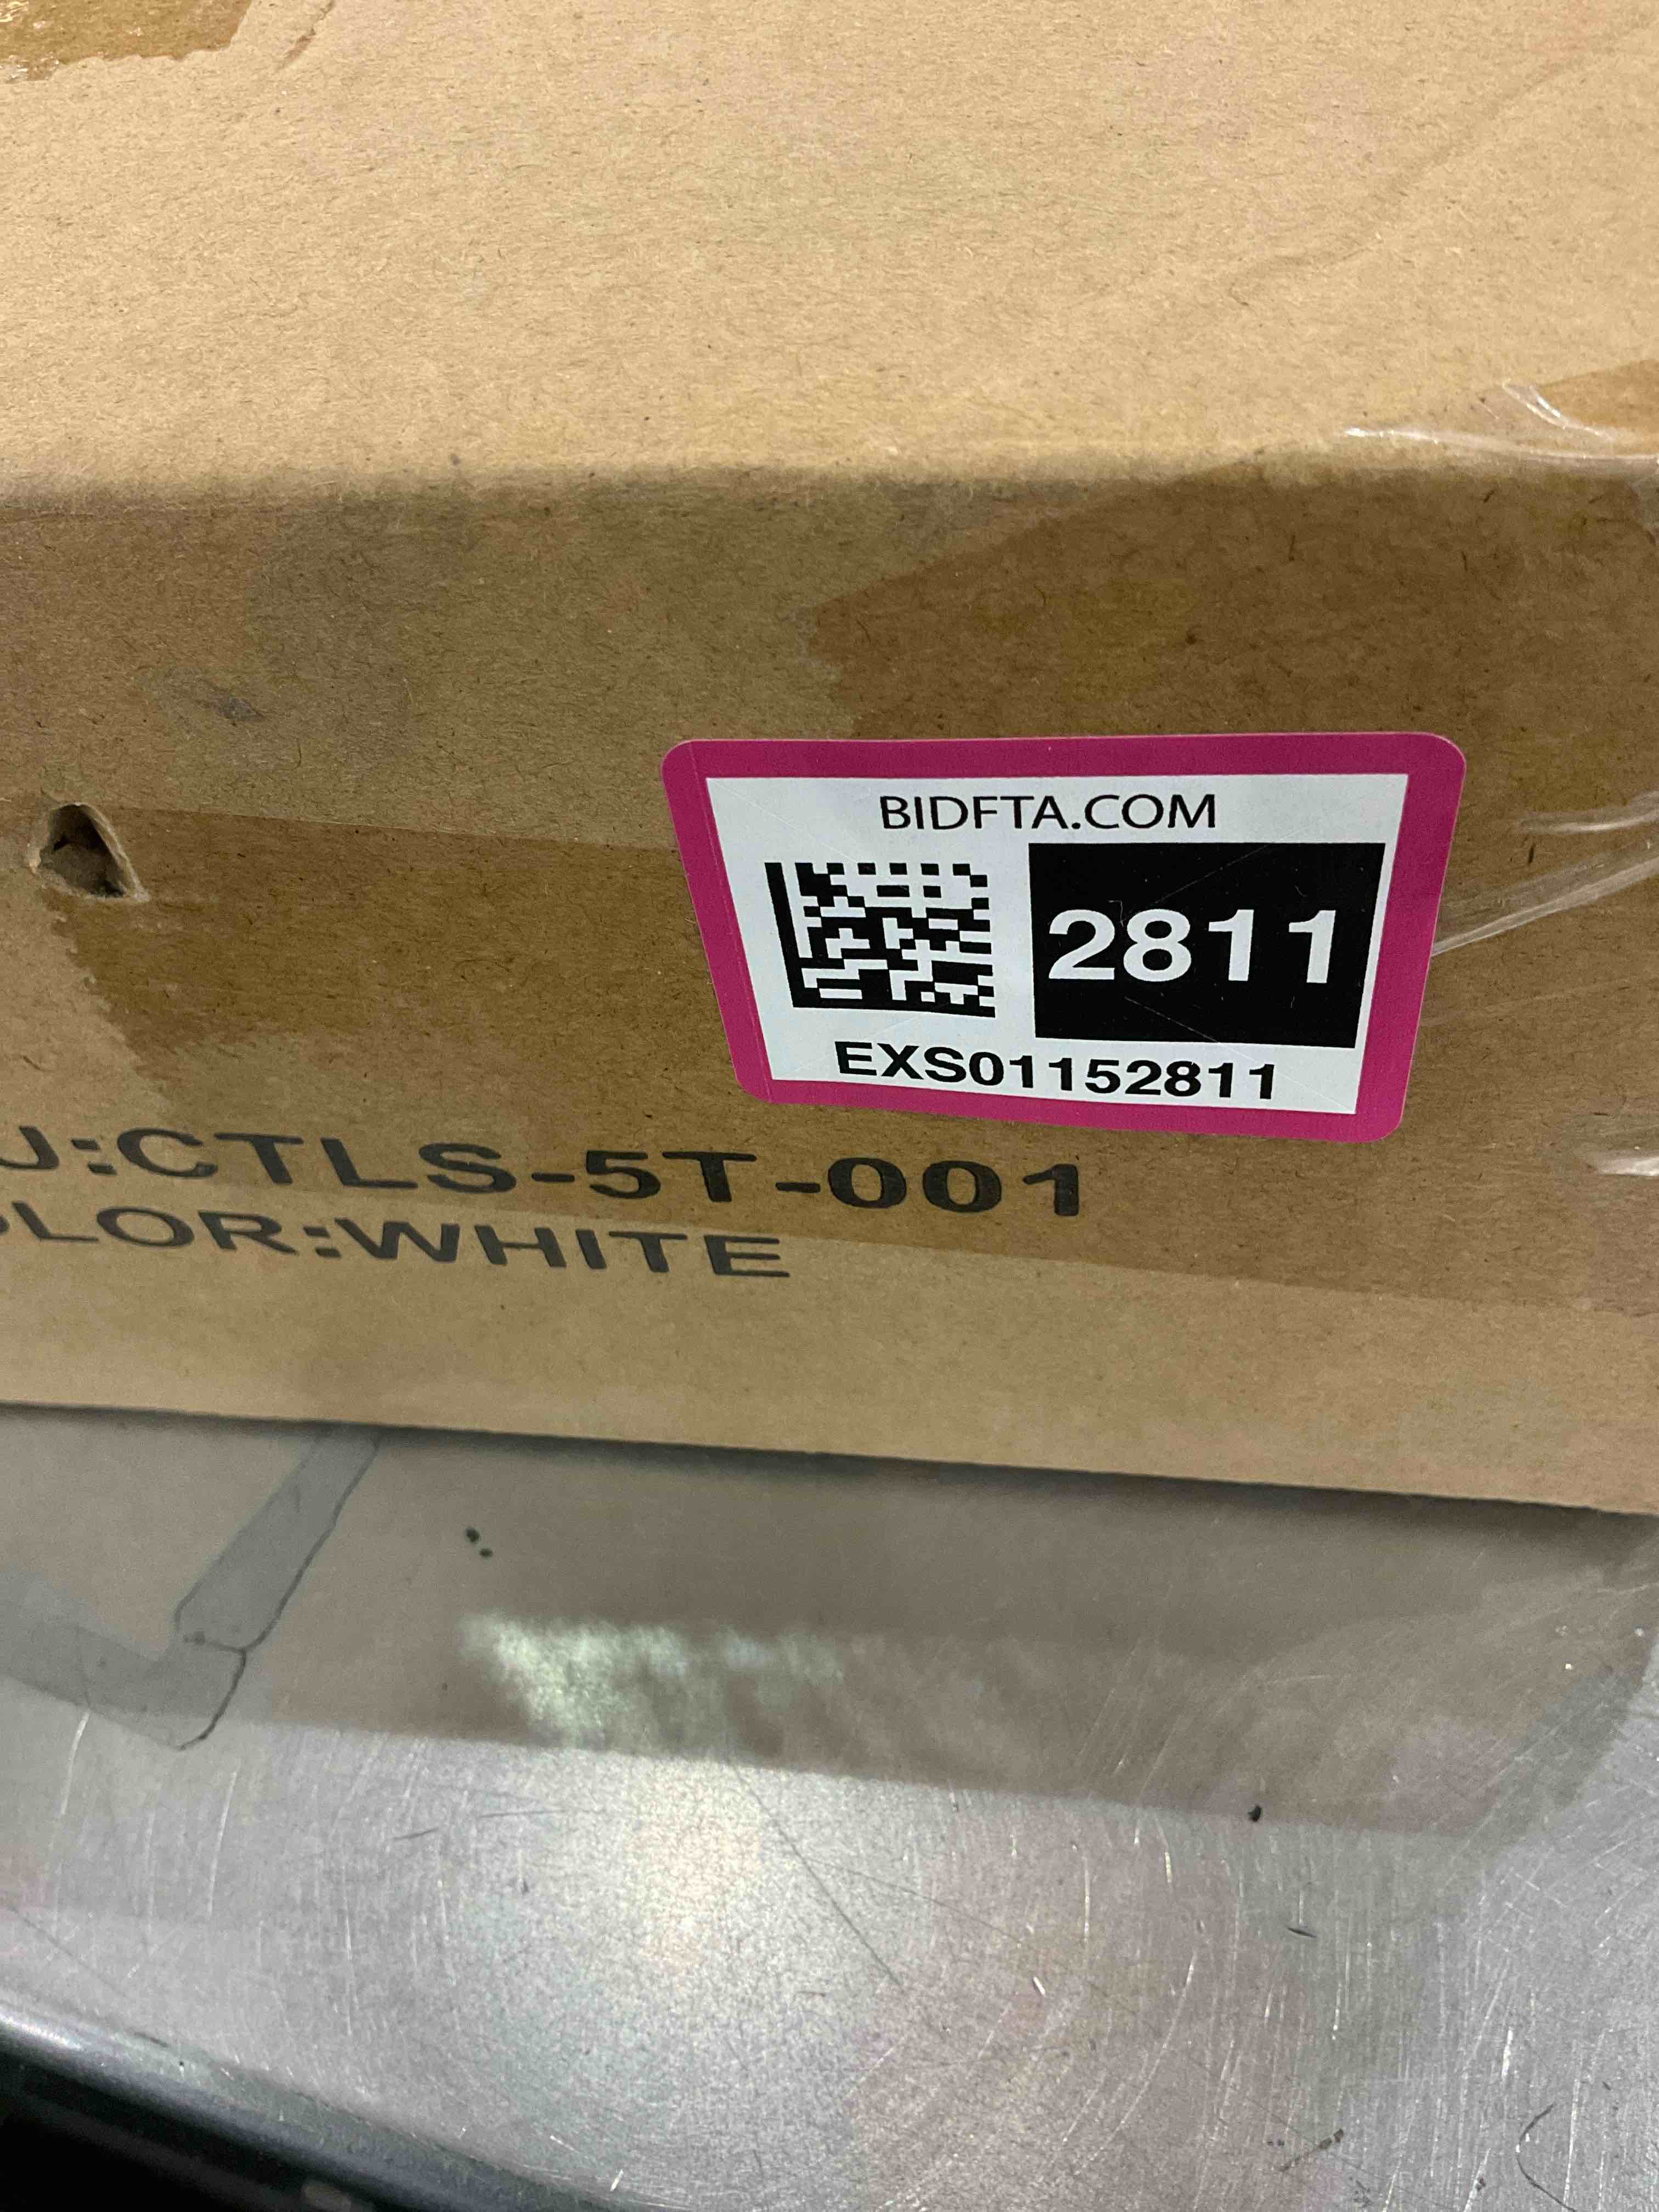 BIDFTA.COM
2811
EXS01152811
U:CTLS-5T-001
OLOR:WHITE